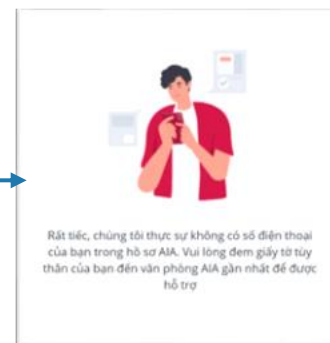 Rất tiếc, chúng tôi thực sự không có số điện thoại
của bạn trong hồ sơ AIA. Vui lòng đem giấy tờ tùy
thân của bạn đến văn phòng AIA gần nhất để được
hỗ trợ